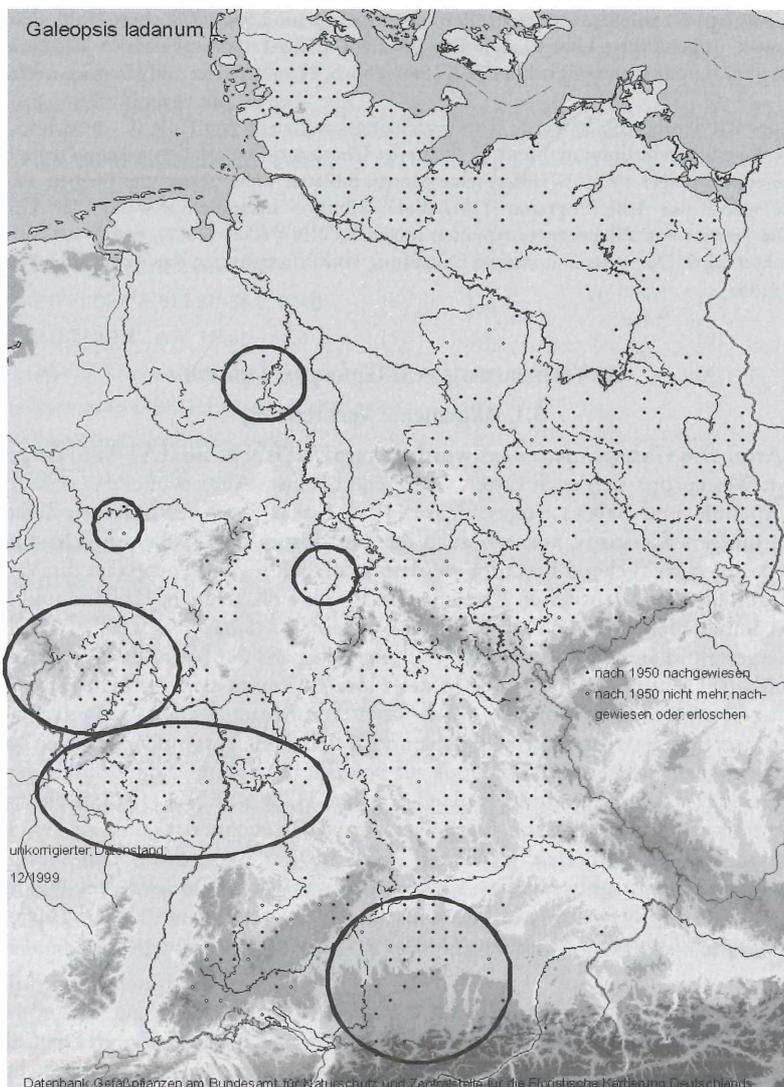 Galeopsis ladanum L.
• nach 1950 nachgewiesen
◦ nach 1950 nicht mehr nach-
gewiesen oder erloschen
unkorrigierter Datenstand:
12/1999
Datenbank Gefäßpflanzen am Bundesamt für Naturschutz und Zentralstelle für die Floristische Kartierung Deutschlands